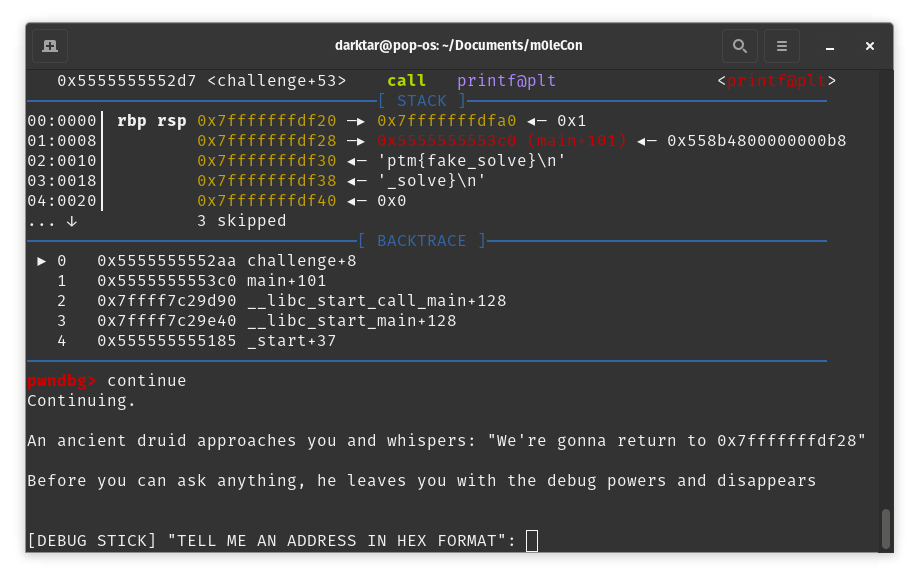 darktar@pop-os: ~/Documents/m0leCon
0x5555555552d7 <challenge+53>    call   printf@plt                <printf@plt>
[ STACK ]
00:0000│ rbp rsp 0x7fffffffdf20 —▸ 0x7fffffffdfa0 ◂— 0x1
01:0008│         0x7fffffffdf28 —▸ 0x5555555553c0 (main+101) ◂— 0x558b4800000000b8
02:0010│         0x7fffffffdf30 ◂— 'ptm{fake_solve}\n'
03:0018│         0x7fffffffdf38 ◂— '_solve}\n'
04:0020│         0x7fffffffdf40 ◂— 0x0
... ↓            3 skipped
[ BACKTRACE ]
► 0   0x5555555552aa challenge+8
1   0x5555555553c0 main+101
2   0x7ffff7c29d90 __libc_start_call_main+128
3   0x7ffff7c29e40 __libc_start_main+128
4   0x555555555185 _start+37
pwndbg> continue
Continuing.
An ancient druid approaches you and whispers: "We're gonna return to 0x7fffffffdf28"
Before you can ask anything, he leaves you with the debug powers and disappears
[DEBUG STICK] "TELL ME AN ADDRESS IN HEX FORMAT":